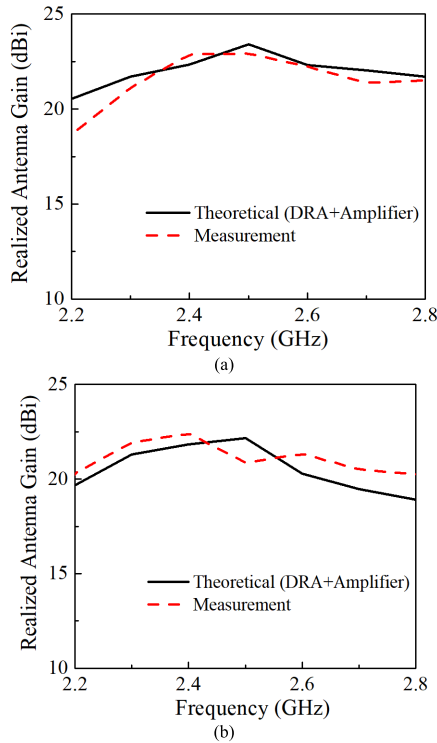 Realized Antenna Gain (dBi)
25
20
15
10
Theoretical (DRA+Amplifier)
Measurement
2.2 2.4 2.6 2.8
Frequency (GHz)
(a)
Realized Antenna Gain (dBi)
25
20
15
10
Theoretical (DRA+Amplifier)
Measurement
2.2 2.4 2.6 2.8
Frequency (GHz)
(b)